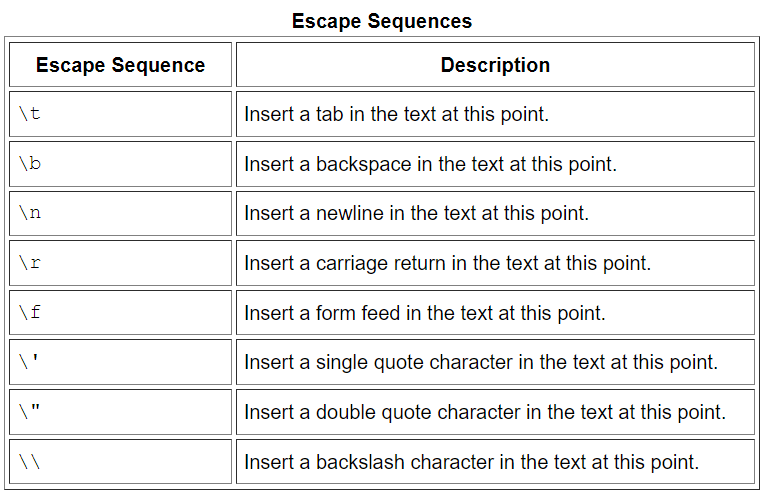 Escape Sequences
Escape Sequence Description
\t Insert a tab in the text at this point.
\b Insert a backspace in the text at this point.
\n Insert a newline in the text at this point.
\r Insert a carriage return in the text at this point.
\f Insert a form feed in the text at this point.
\' Insert a single quote character in the text at this point.
\" Insert a double quote character in the text at this point.
\\ Insert a backslash character in the text at this point.